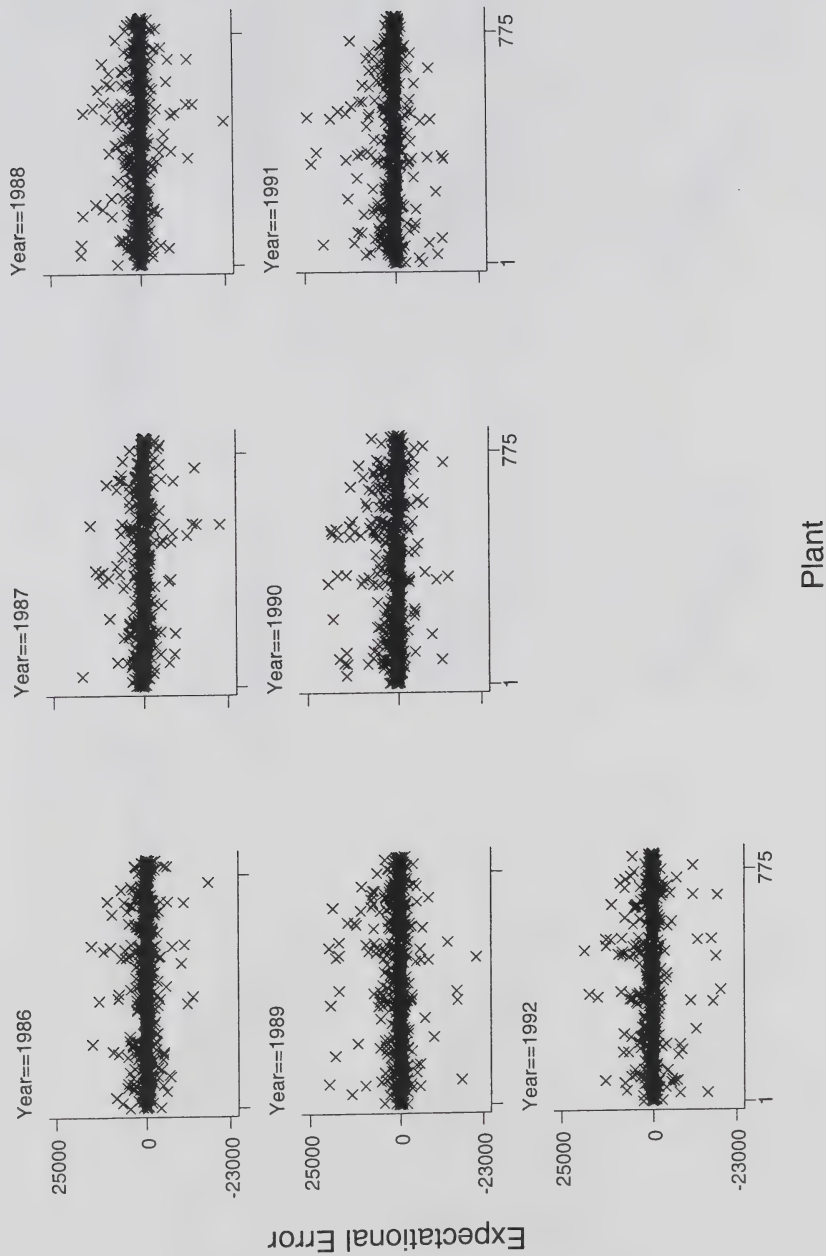 Year==1986
Year==1987
Year==1988
25000
0
-23000
Year==1989
Year==1990
Year==1991
25000
0
-23000
1
775
1
775
Year==1992
25000
0
-23000
1
775
Expectational Error
Plant